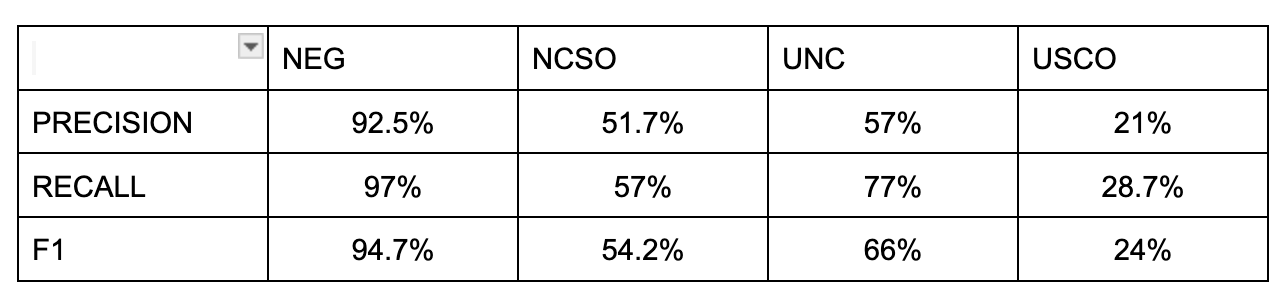 NEG NCSO UNC USCO
PRECISION 92.5% 51.7% 57% 21%
RECALL 97% 57% 77% 28.7%
F1 94.7% 54.2% 66% 24%